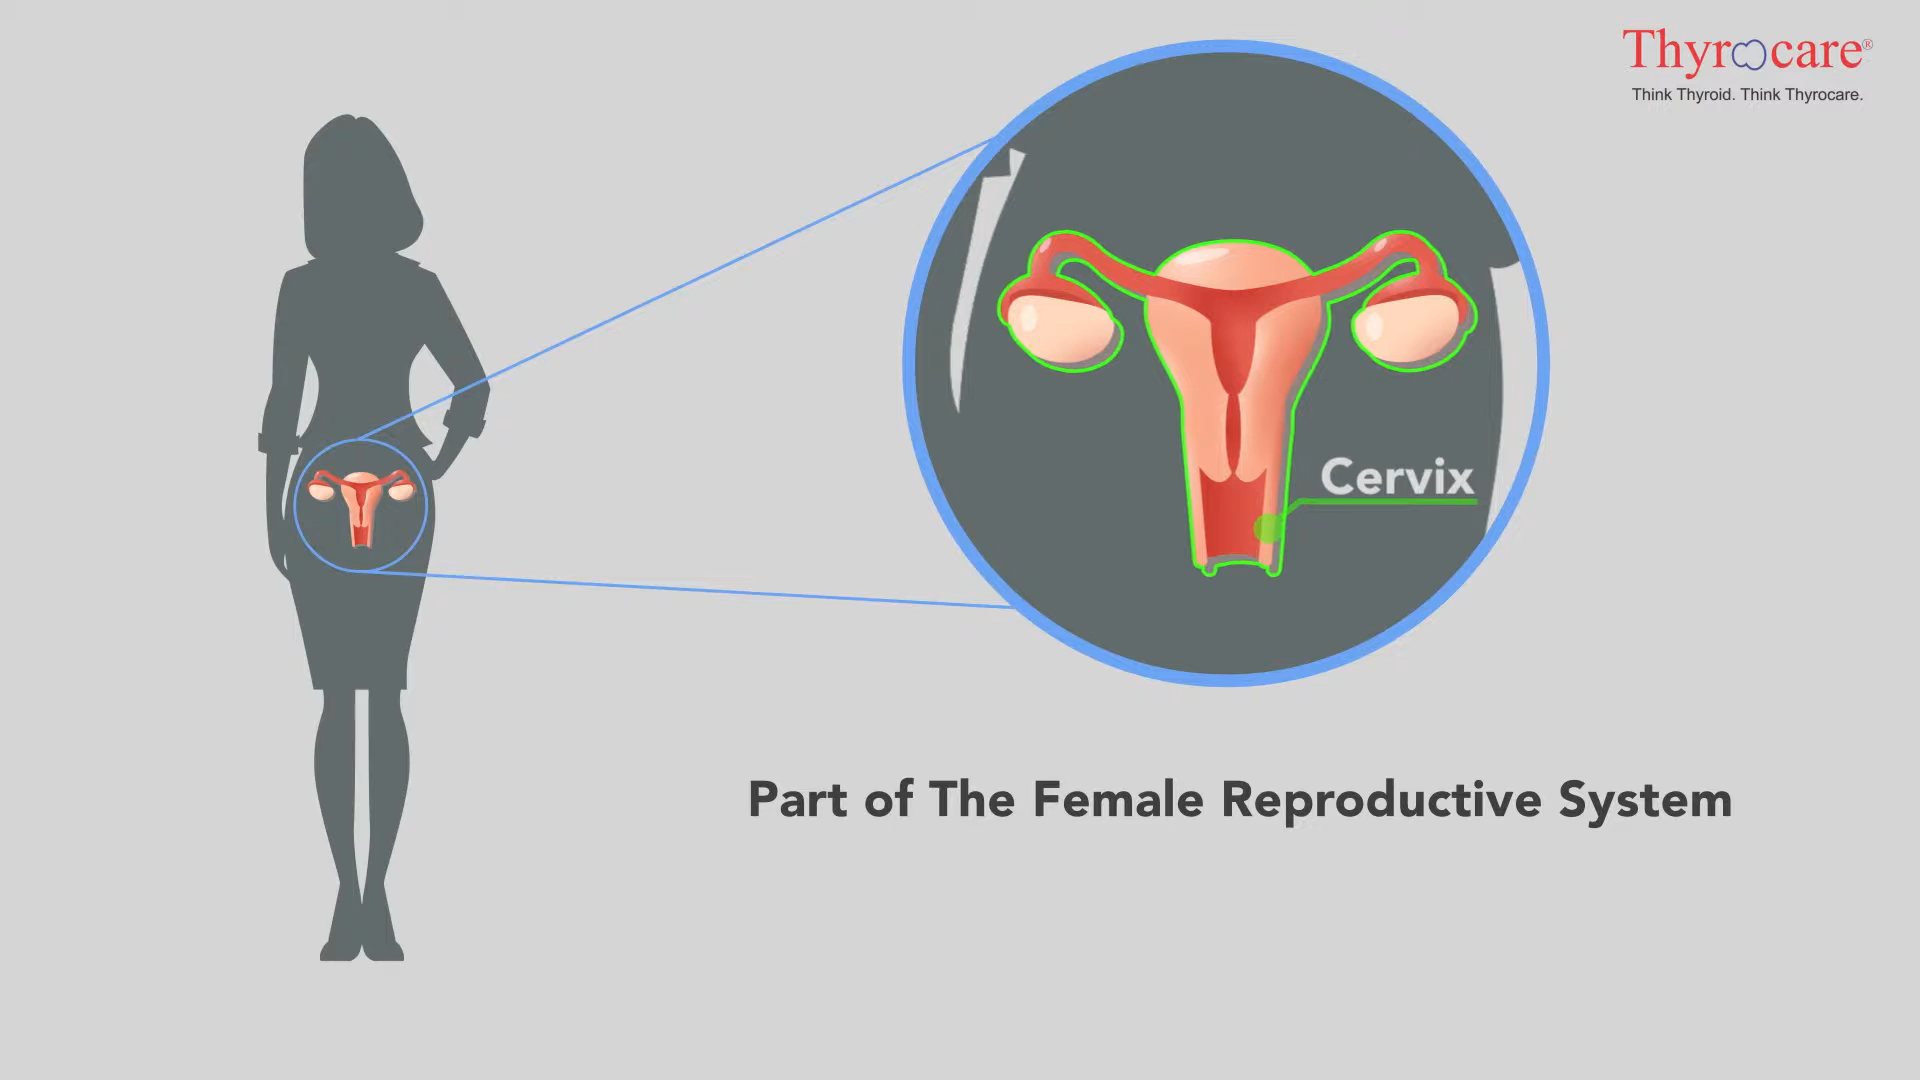 Thyrocare®
Think Thyroid. Think Thyrocare.
Cervix
Part of The Female Reproductive System